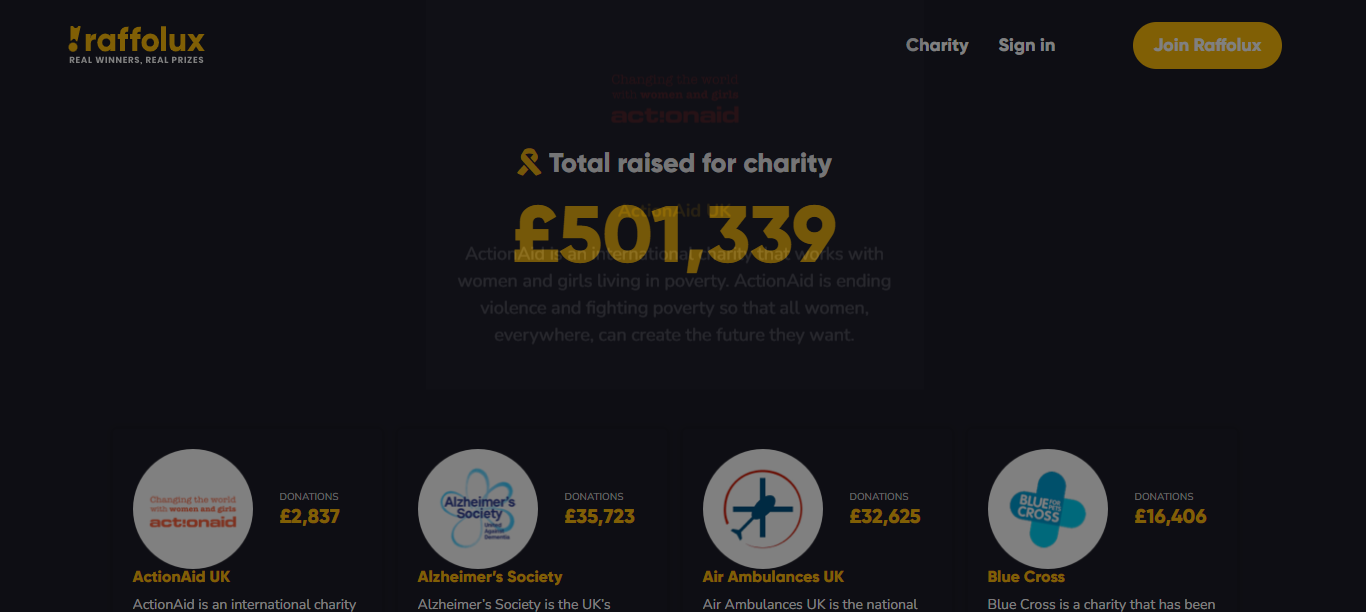 raffolux
REAL WINNERS, REAL PRIZES
Charity
Sign in
Join Raffolux
Changing the world
with women and girls
act!onaid
Total raised for charity
£501,339
ActionAid UK
ActionAid is an international charity that works with
women and girls living in poverty. ActionAid is ending
violence and fighting poverty so that all women,
everywhere, can create the future they want.
Changing the world
with women and girls
act!onaid
DONATIONS
£2,837
ActionAid UK
ActionAid is an international charity
Alzheimer's
Society
United
Against
Dementia
DONATIONS
£35,723
Alzheimer's Society
Alzheimer's Society is the UK's
DONATIONS
£32,625
Air Ambulances UK
Air Ambulances UK is the national
BLUE FOR PETS
CROSS
DONATIONS
£16,406
Blue Cross
Blue Cross is a charity that has been